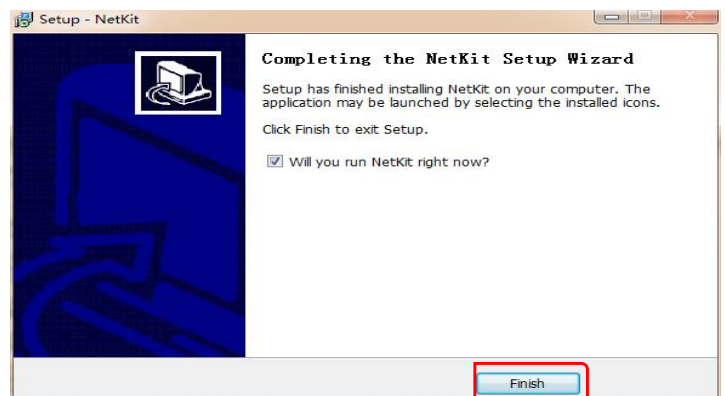 Setup - NetKit
Completing the NetKit Setup Wizard
Setup has finished installing NetKit on your computer. The
application may be launched by selecting the installed icons.
Click Finish to exit Setup.
Will you run NetKit right now?
Finish